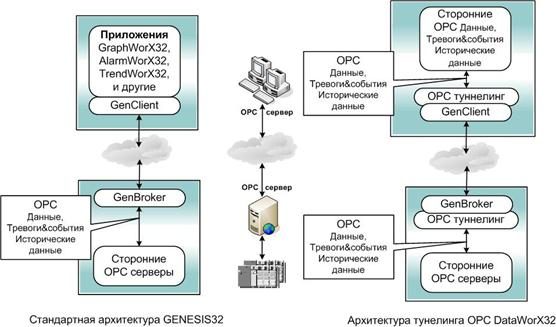 Приложения
GraphWorX32,
AlarmWorX32,
TrendWorX32,
и другие
GenClient
GenBroker
OPC
Данные,
Тревоги&события
Исторические
данные
Сторонние
OPC серверы
Стандартная архитектура GENESIS32
OPC сервер
OPC сервер
Сторонние
OPC Данные,
Тревоги&события
Исторические
данные
OPC
Данные,
Тревоги&события
Исторические
данные
OPC туннелинг
GenClient
GenBroker
OPC туннелинг
OPC
Данные,
Тревоги&события
Исторические
данные
Сторонние
OPC серверы
Архитектура тунелинга OPC DataWorX32